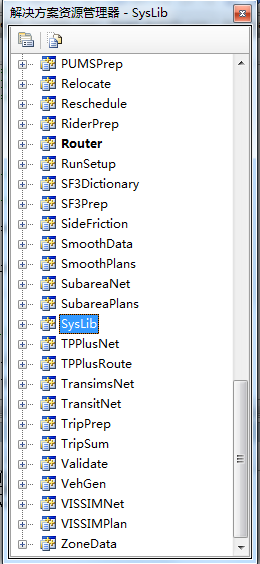 解决方案资源管理器 - SysLib
PUMSPrep
Relocate
Reschedule
RiderPrep
Router
RunSetup
SF3Dictionary
SF3Prep
SideFriction
SmoothData
SmoothPlans
SubareaNet
SubareaPlans
SysLib
TPPlusNet
TPPlusRoute
TransimsNet
TransitNet
TripPrep
TripSum
Validate
VehGen
VISSIMNet
VISSIMPlan
ZoneData